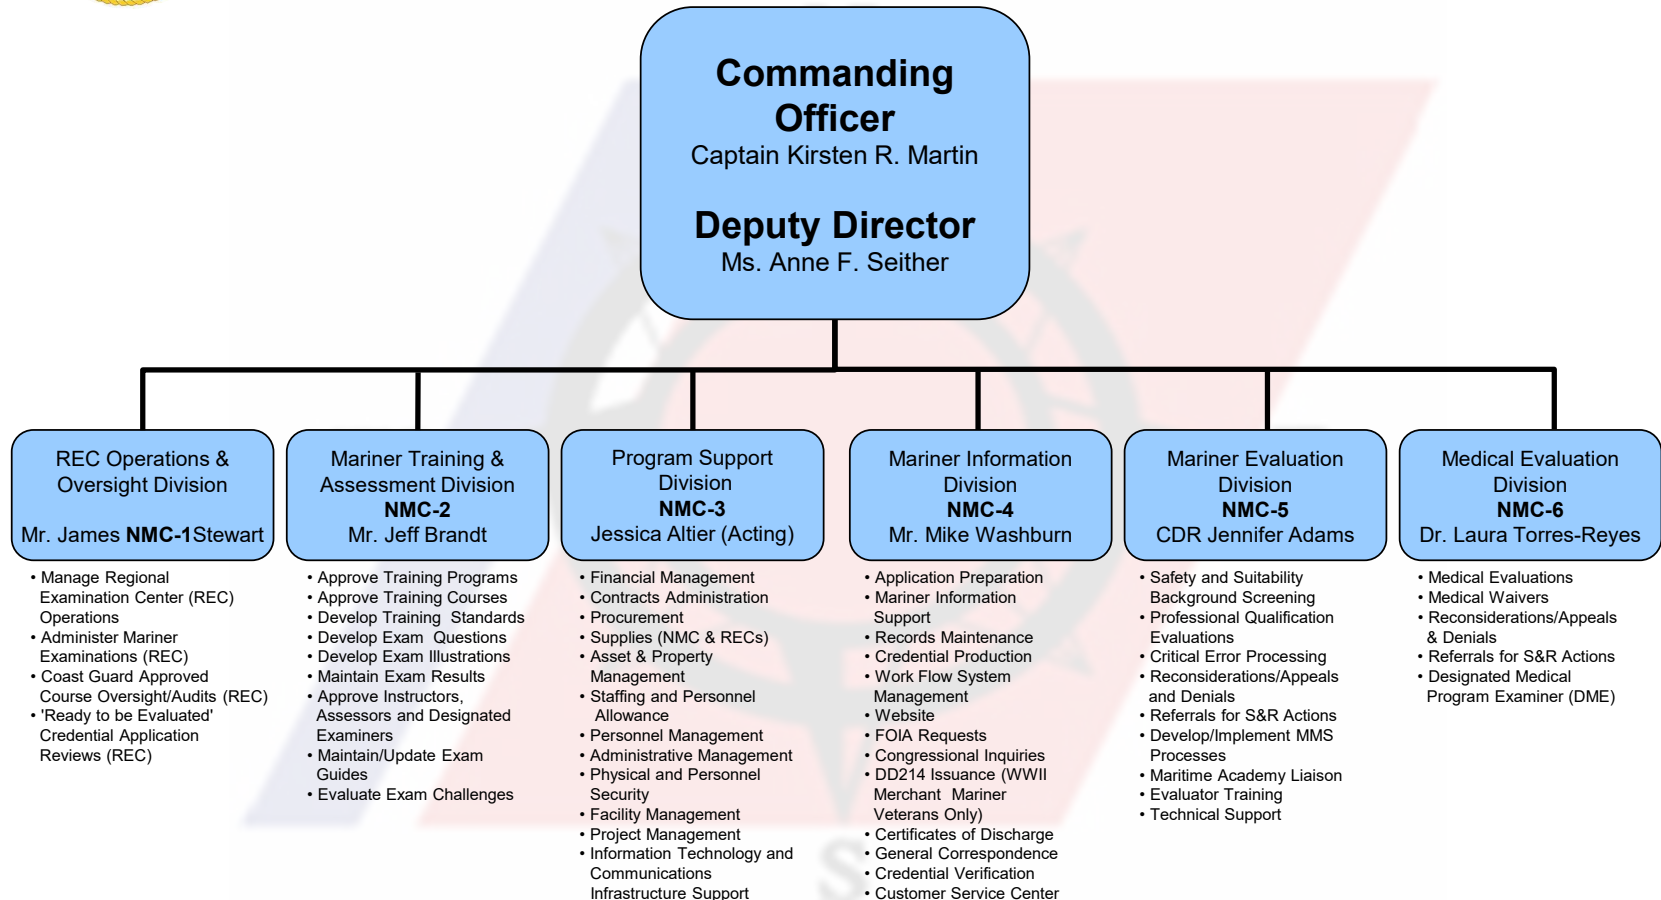 Commanding
Officer
Captain Kirsten R. Martin
Deputy Director
Ms. Anne F. Seither
REC Operations &
Oversight Division
Mr. James NMC-1Stewart
• Manage Regional
Examination Center (REC)
Operations
• Administer Mariner
Examinations (REC)
• Coast Guard Approved
Course Oversight/Audits (REC)
• 'Ready to be Evaluated'
Credential Application
Reviews (REC)
Mariner Training &
Assessment Division
NMC-2
Mr. Jeff Brandt
• Approve Training Programs
• Approve Training Courses
• Develop Training Standards
• Develop Exam Questions
• Develop Exam Illustrations
• Maintain Exam Results
• Approve Instructors,
Assessors and Designated
Examiners
• Maintain/Update Exam
Guides
• Evaluate Exam Challenges
Program Support
Division
NMC-3
Jessica Altier (Acting)
• Financial Management
• Contracts Administration
• Procurement
• Supplies (NMC & RECs)
• Asset & Property
Management
• Staffing and Personnel
Allowance
• Personnel Management
• Administrative Management
• Physical and Personnel
Security
• Facility Management
• Project Management
• Information Technology and
Communications
Infrastructure Support
Mariner Information
Division
NMC-4
Mr. Mike Washburn
• Application Preparation
• Mariner Information
Support
• Records Maintenance
• Credential Production
• Work Flow System
Management
• Website
• FOIA Requests
• Congressional Inquiries
• DD214 Issuance (WWII
Merchant Mariner
Veterans Only)
• Certificates of Discharge
• General Correspondence
• Credential Verification
• Customer Service Center
Mariner Evaluation
Division
NMC-5
CDR Jennifer Adams
• Safety and Suitability
Background Screening
• Professional Qualification
Evaluations
• Critical Error Processing
• Reconsiderations/Appeals
and Denials
• Referrals for S&R Actions
• Develop/Implement MMS
Processes
• Maritime Academy Liaison
• Evaluator Training
• Technical Support
Medical Evaluation
Division
NMC-6
Dr. Laura Torres-Reyes
• Medical Evaluations
• Medical Waivers
• Reconsiderations/Appeals
& Denials
• Referrals for S&R Actions
• Designated Medical
Program Examiner (DME)
S